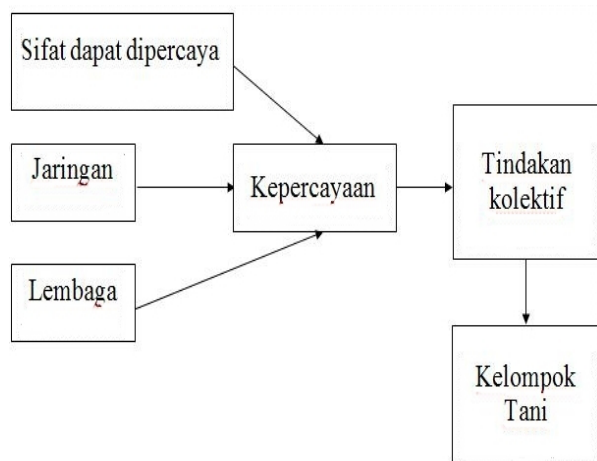 Sifat dapat dipercaya
Jaringan
Kepercayaan
Tindakan
kolektif
Lembaga
Kelompok
Tani